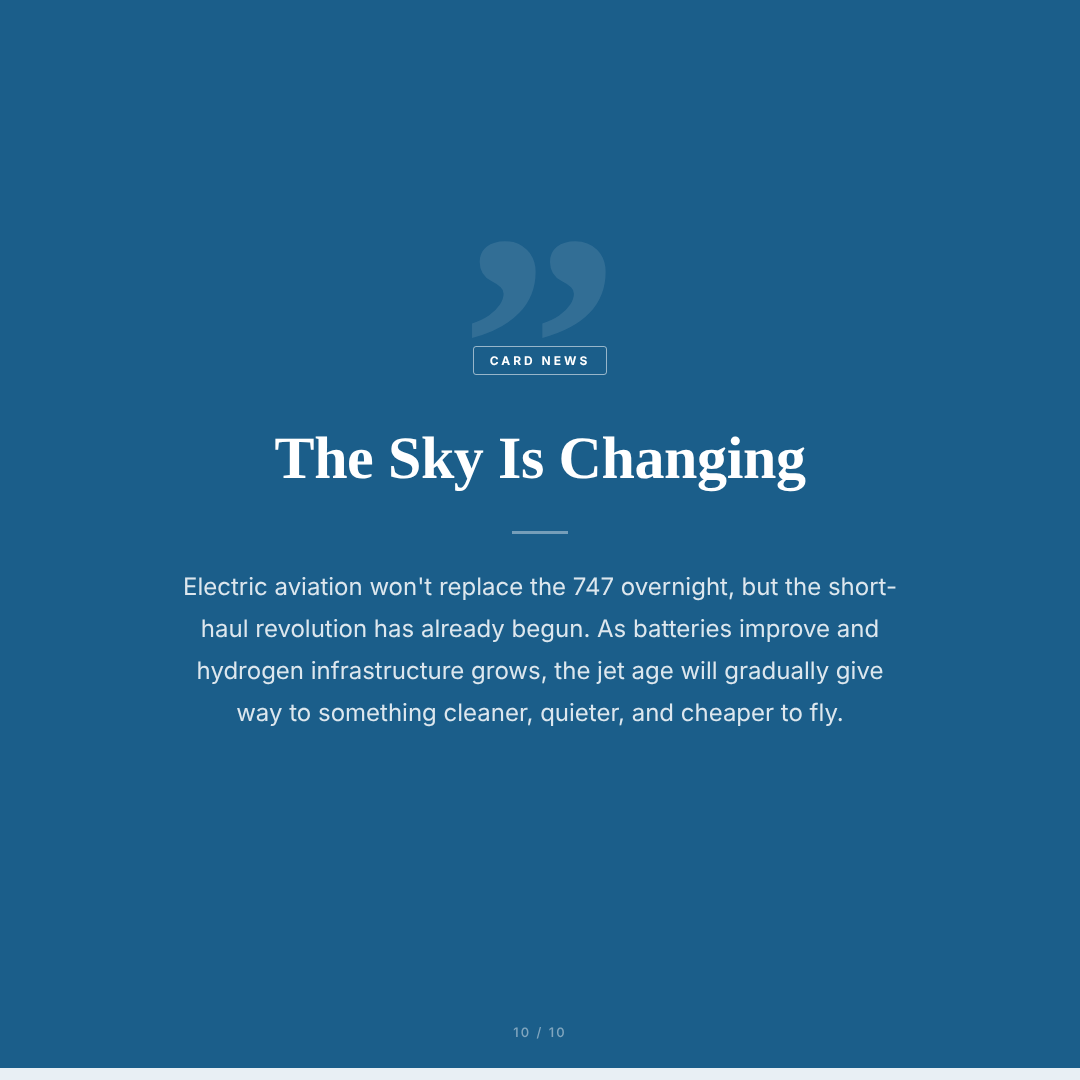 ”
CARD NEWS
The Sky Is Changing
Electric aviation won't replace the 747 overnight, but the short-
haul revolution has already begun. As batteries improve and
hydrogen infrastructure grows, the jet age will gradually give
way to something cleaner, quieter, and cheaper to fly.
10 / 10